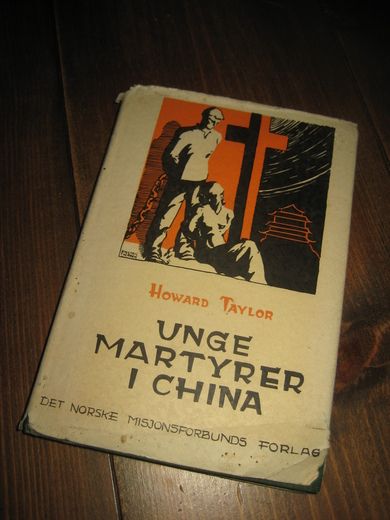 HOWARD TAYLOR
UNGE
MARTYRER
I CHINA
DET NORSKE MISJONSFORBUNDS FORLAG